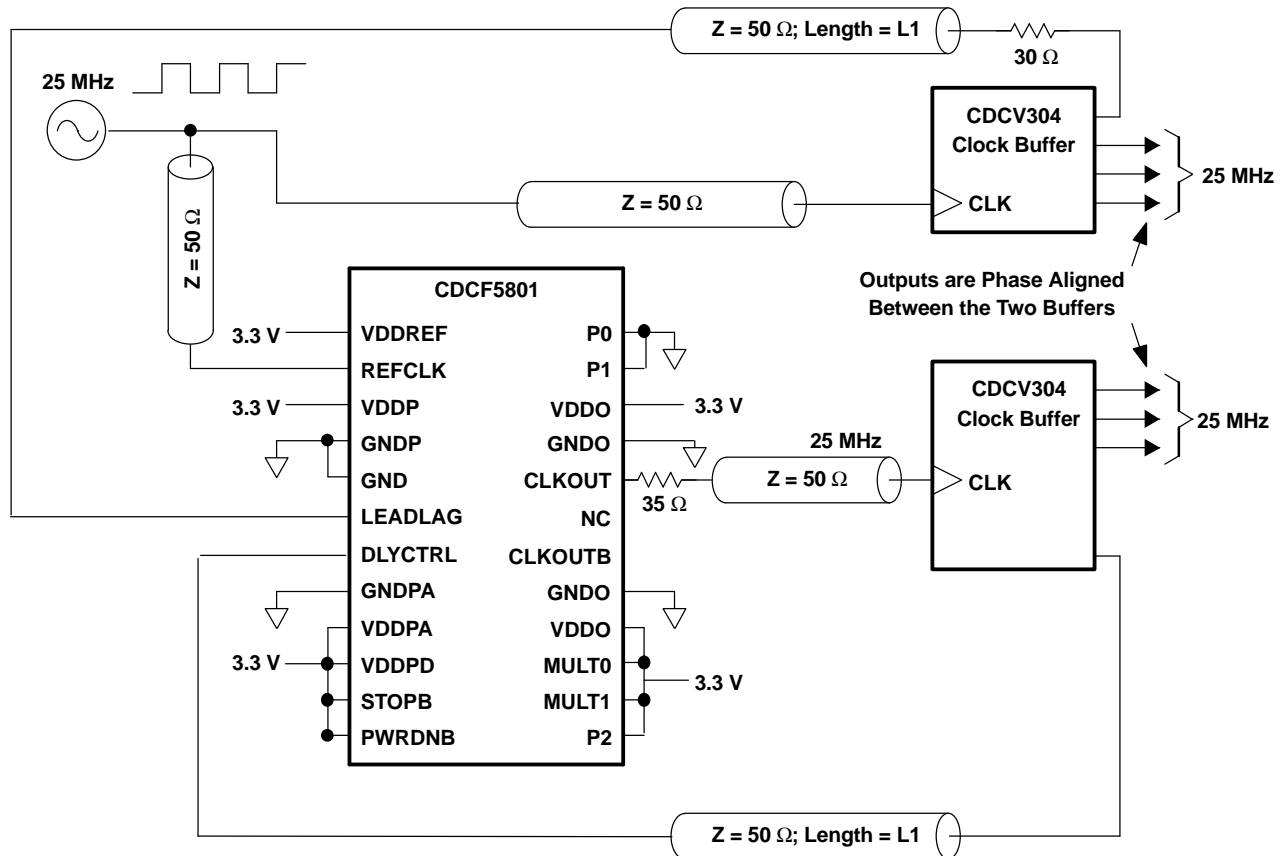 Z = 50 Ω; Length = L1
30 Ω
25 MHz
CDCV304
Clock Buffer
CLK
25 MHz
Z = 50 Ω
Z = 50 Ω
Outputs are Phase Aligned
Between the Two Buffers
CDCF5801
3.3 V
VDDREF
P0
REFCLK
P1
3.3 V
VDDP
VDDO
3.3 V
GNDP
GNDO
GND
CLKOUT
35 Ω
25 MHz
Z = 50 Ω
CDCV304
Clock Buffer
CLK
25 MHz
LEADLAG
NC
DLYCTRL
CLKOUTB
GNDPA
GNDO
VDDPA
VDDO
3.3 V
VDDPD
MULT0
3.3 V
STOPB
MULT1
PWRDNB
P2
Z = 50 Ω; Length = L1